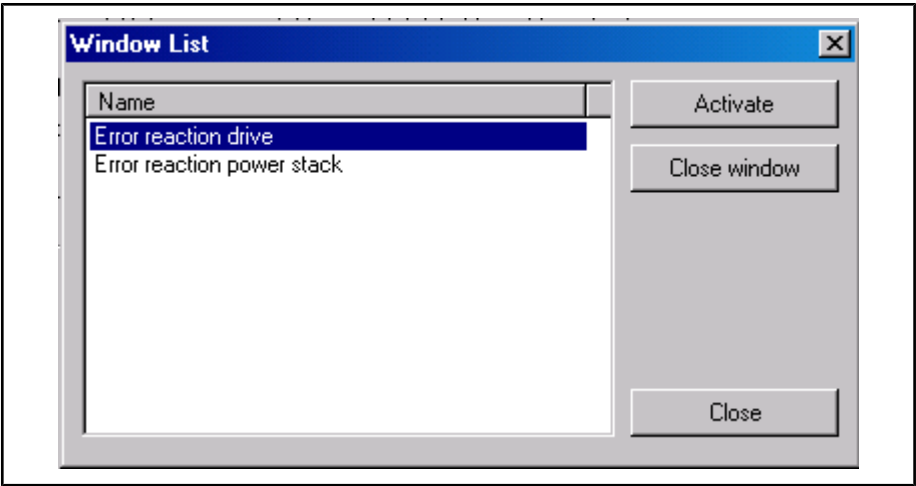 Window List
Name
Activate
Error reaction drive
Error reaction power stack
Close window
Close